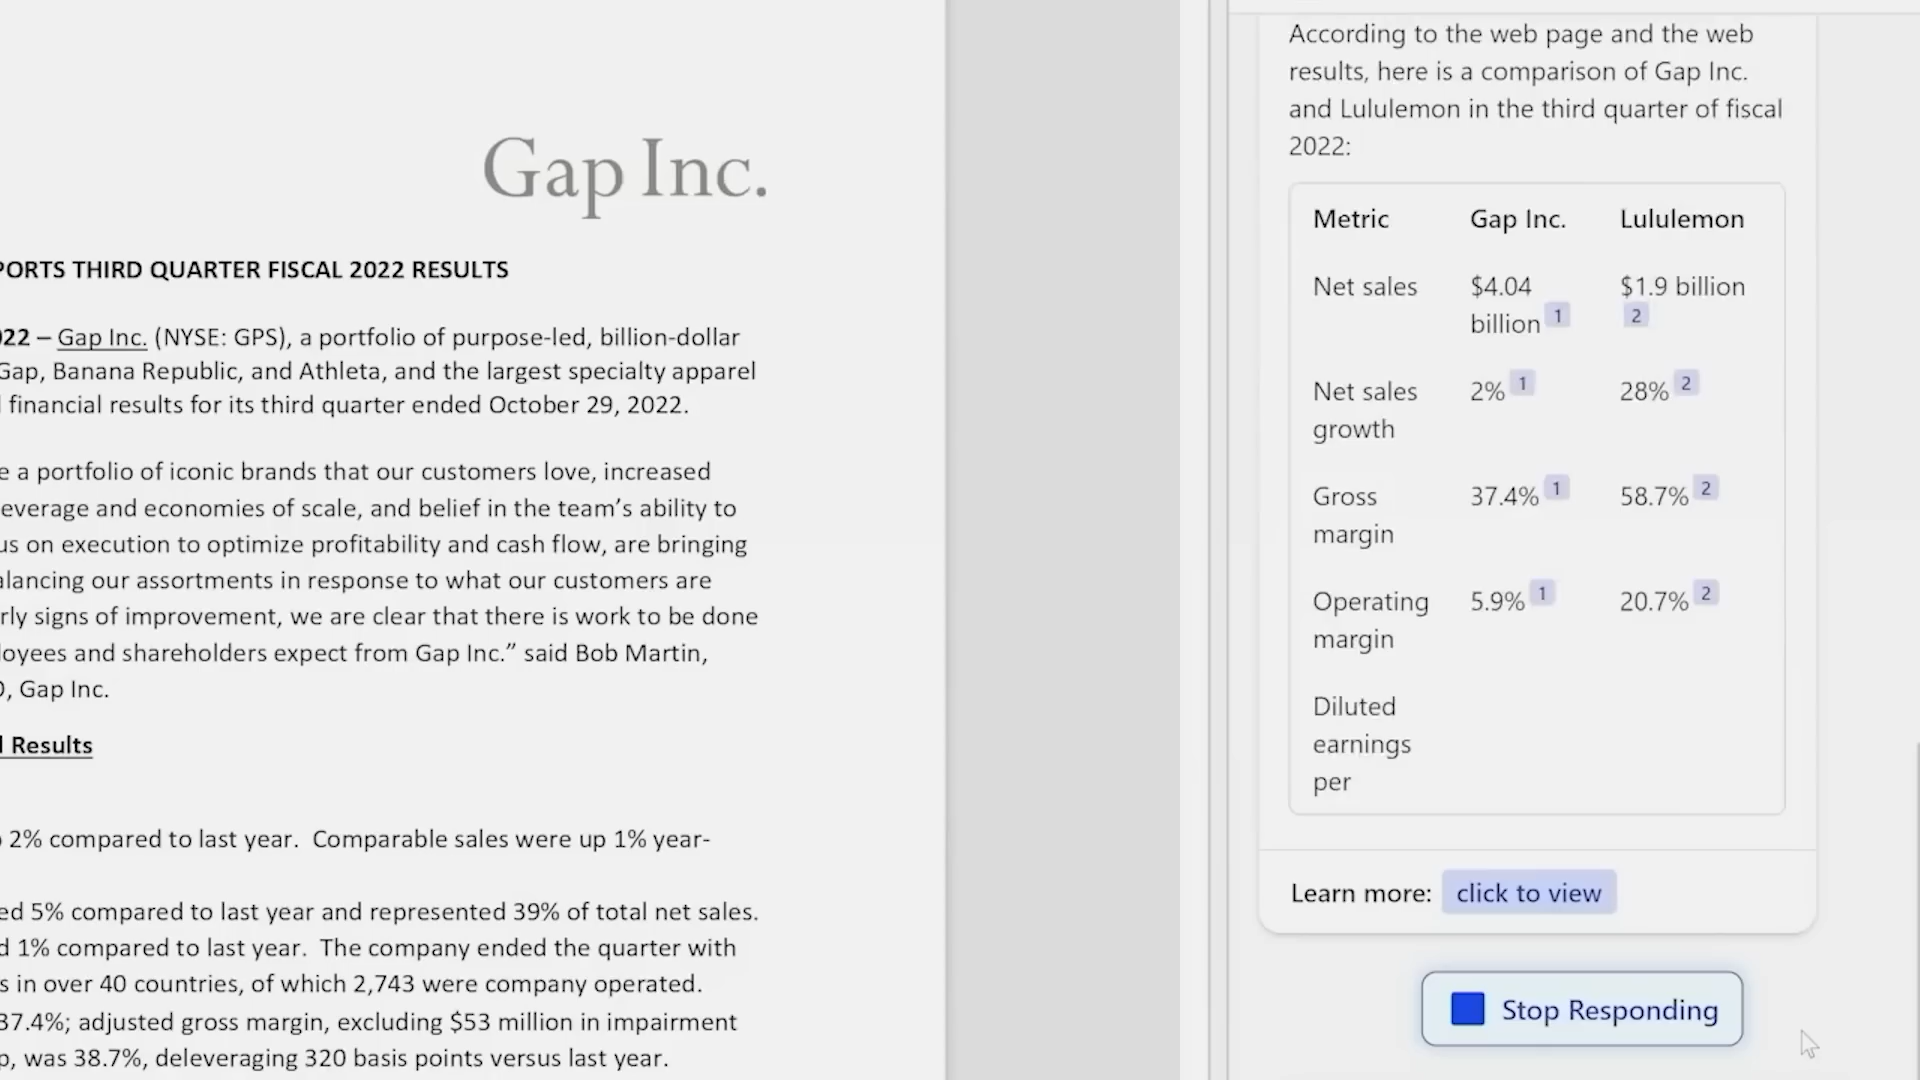 Gap Inc.
PORTS THIRD QUARTER FISCAL 2022 RESULTS
022 – Gap Inc. (NYSE: GPS), a portfolio of purpose-led, billion-dollar
Gap, Banana Republic, and Athleta, and the largest specialty apparel
financial results for its third quarter ended October 29, 2022.
e a portfolio of iconic brands that our customers love, increased
everage and economies of scale, and belief in the team’s ability to
us on execution to optimize profitability and cash flow, are bringing
alancing our assortments in response to what our customers are
rly signs of improvement, we are clear that there is work to be done
loyees and shareholders expect from Gap Inc.” said Bob Martin,
O, Gap Inc.
l Results
2% compared to last year.  Comparable sales were up 1% year-
ed 5% compared to last year and represented 39% of total net sales.
d 1% compared to last year.  The company ended the quarter with
s in over 40 countries, of which 2,743 were company operated.
37.4%; adjusted gross margin, excluding $53 million in impairment
p, was 38.7%, deleveraging 320 basis points versus last year.
According to the web page and the web
results, here is a comparison of Gap Inc.
and Lululemon in the third quarter of fiscal
2022:
Metric Gap Inc. Lululemon
Net sales $4.04 billion 1 $1.9 billion 2
Net sales growth 2% 1 28% 2
Gross margin 37.4% 1 58.7% 2
Operating margin 5.9% 1 20.7% 2
Diluted
earnings
per
Learn more: click to view
Stop Responding